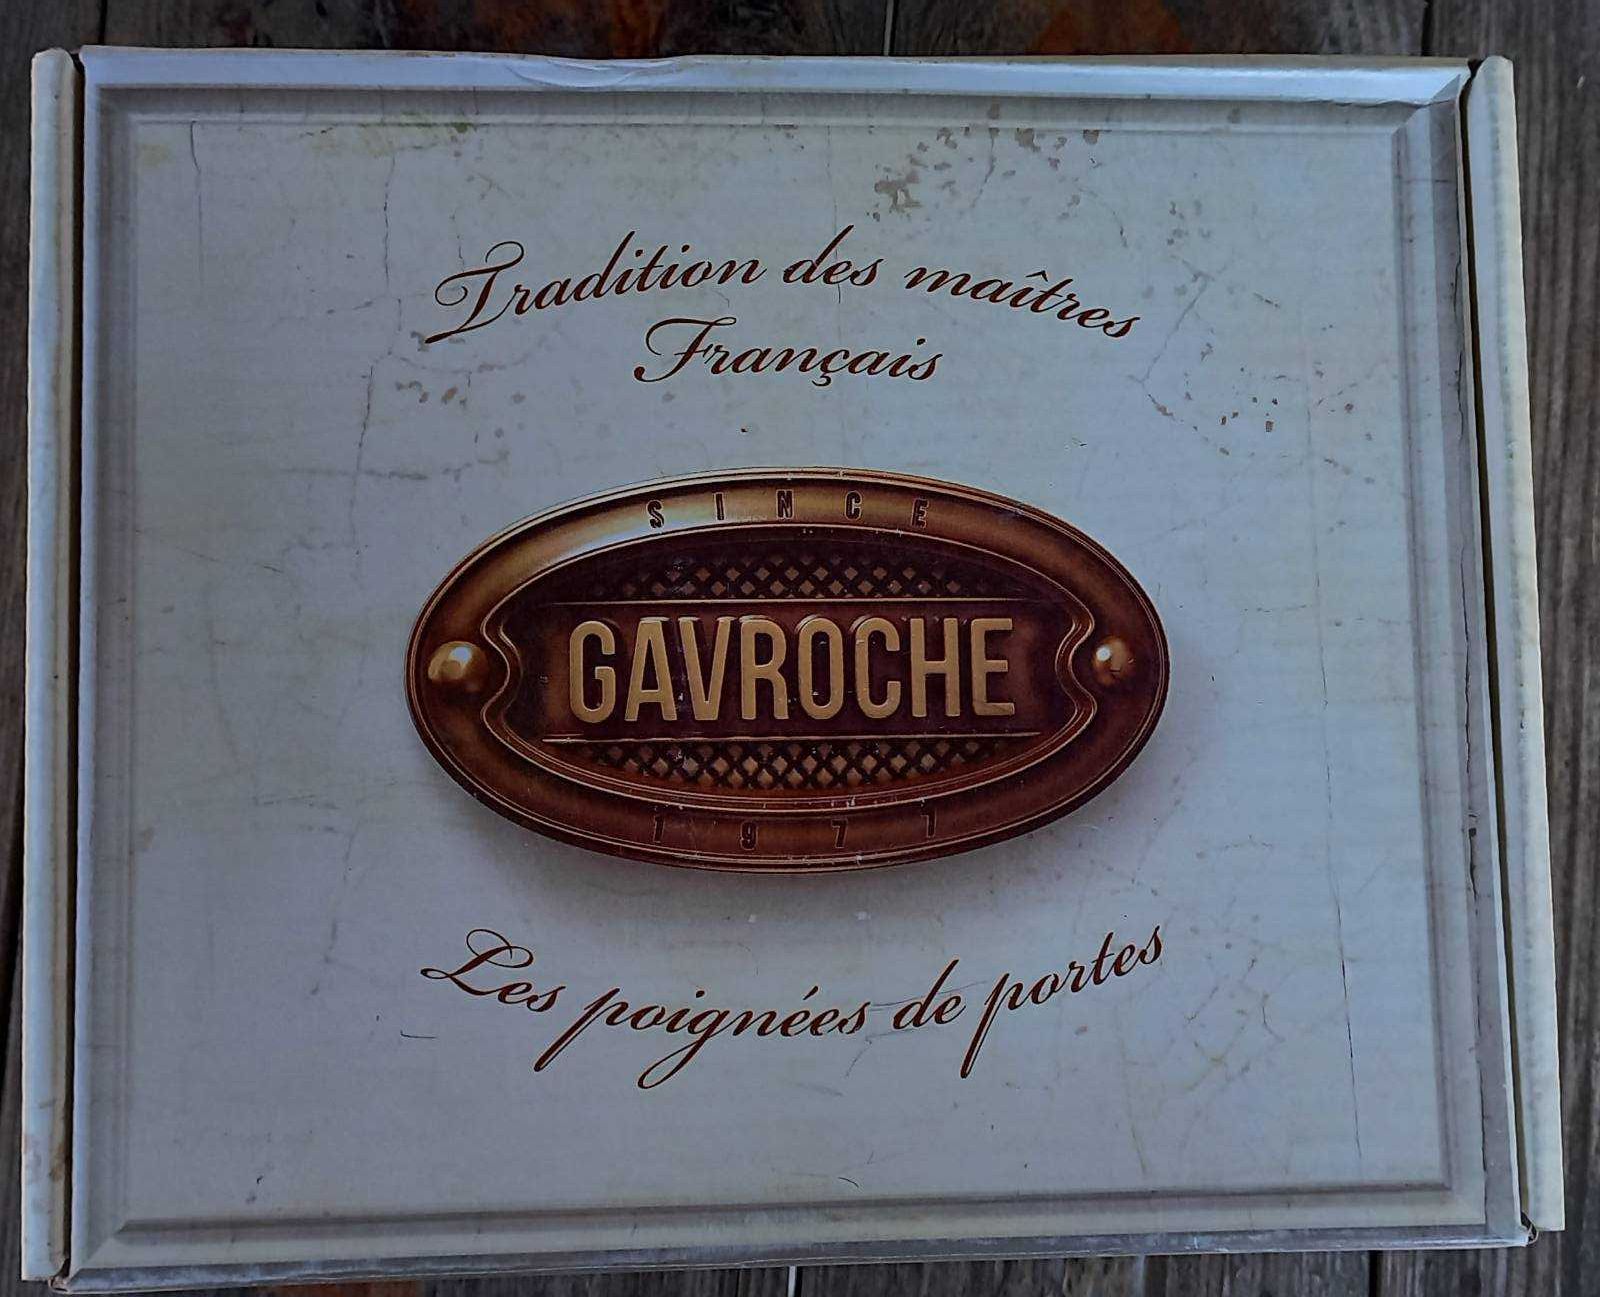 Tradition des maîtres
Français
SINCE
GAVROCHE
1977
Les poignées de portes